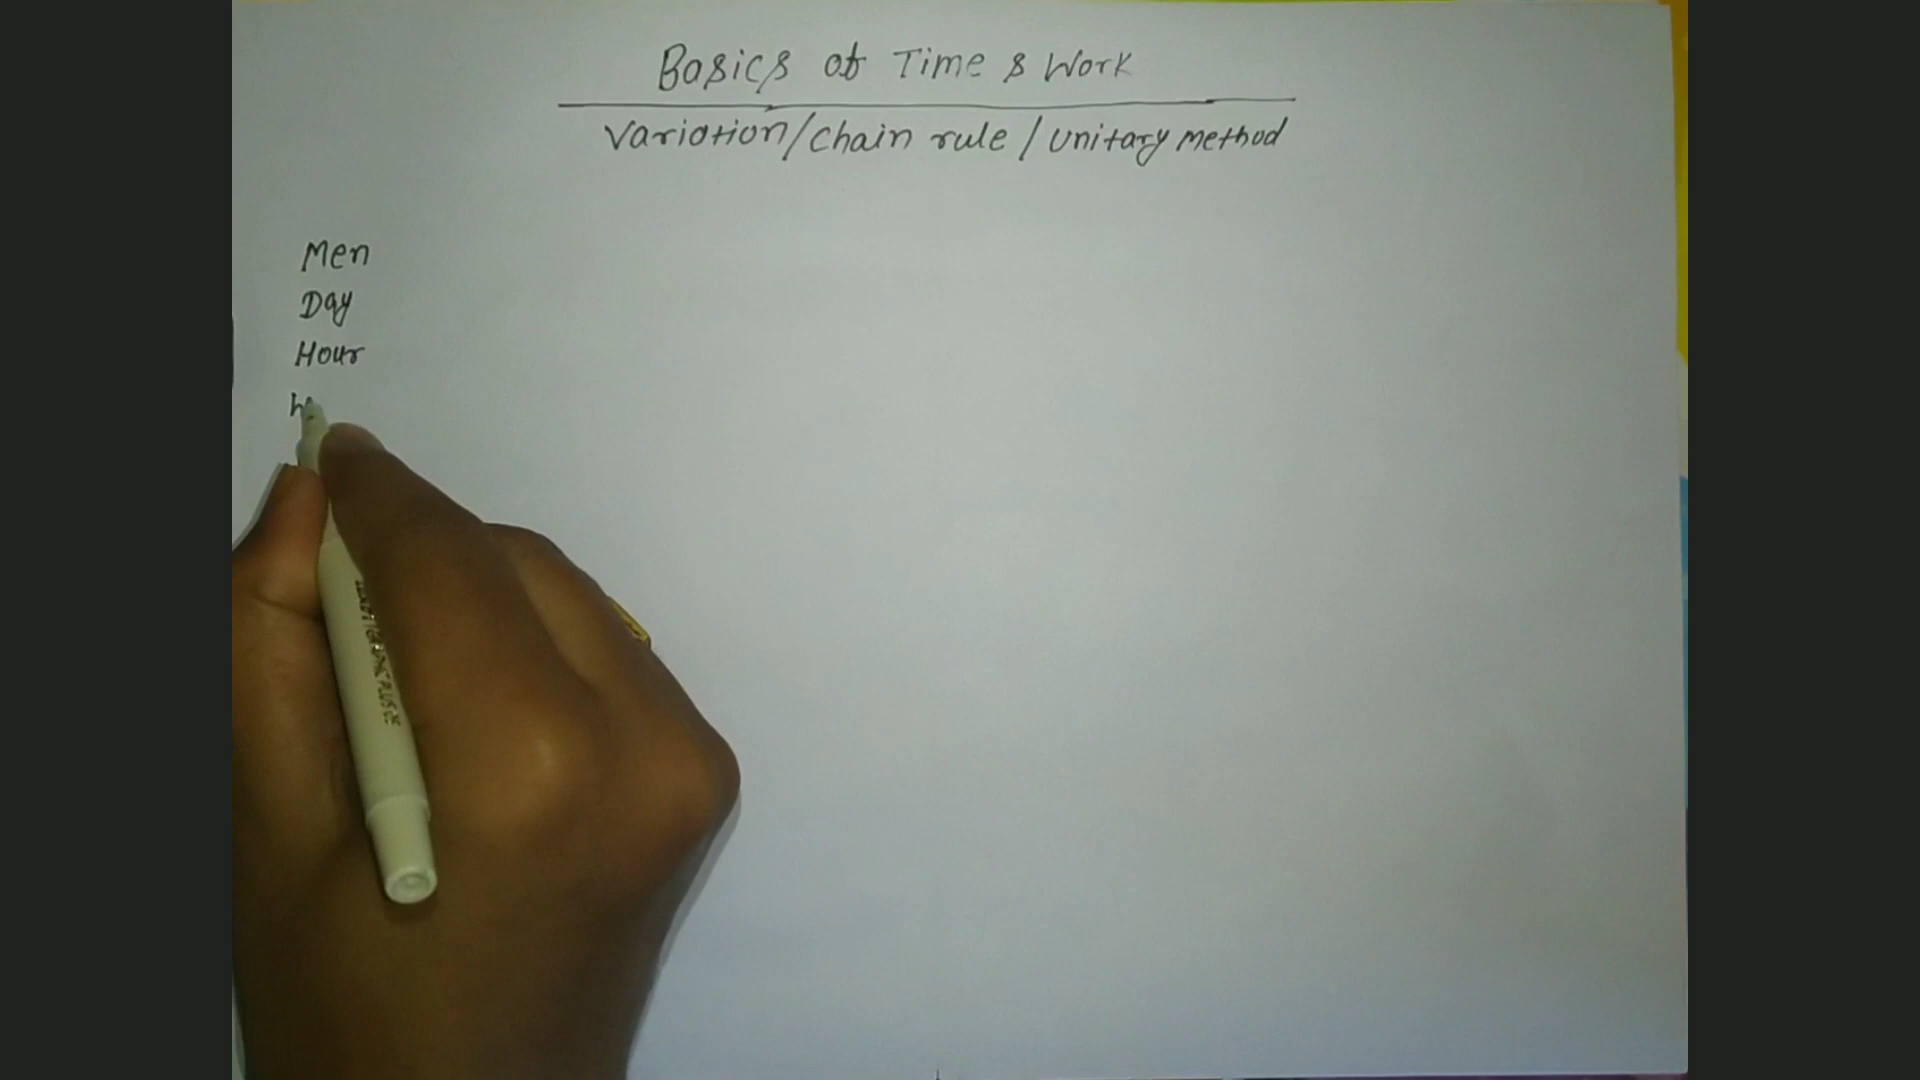 Basics of Time & Work
Variation/Chain rule / Unitary method
Men
Day
Hour